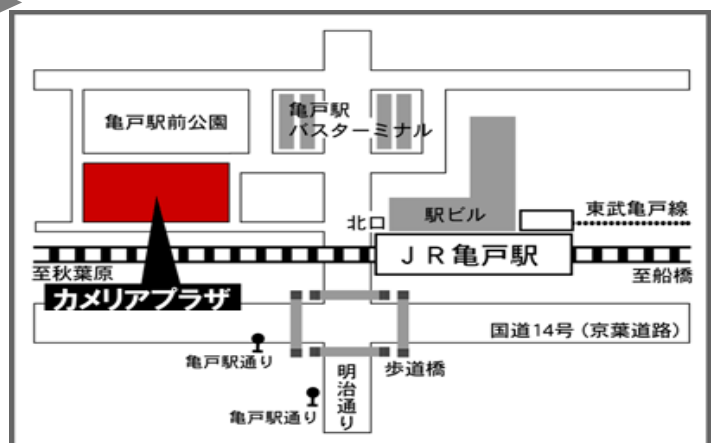 亀戸駅前公園
亀戸駅
バスターミナル
北口
駅ビル
東武亀戸線
JR亀戸駅
至秋葉原
至船橋
カメリアプラザ
国道14号（京葉道路）
亀戸駅通り
歩道橋
明治通り
亀戸駅通り